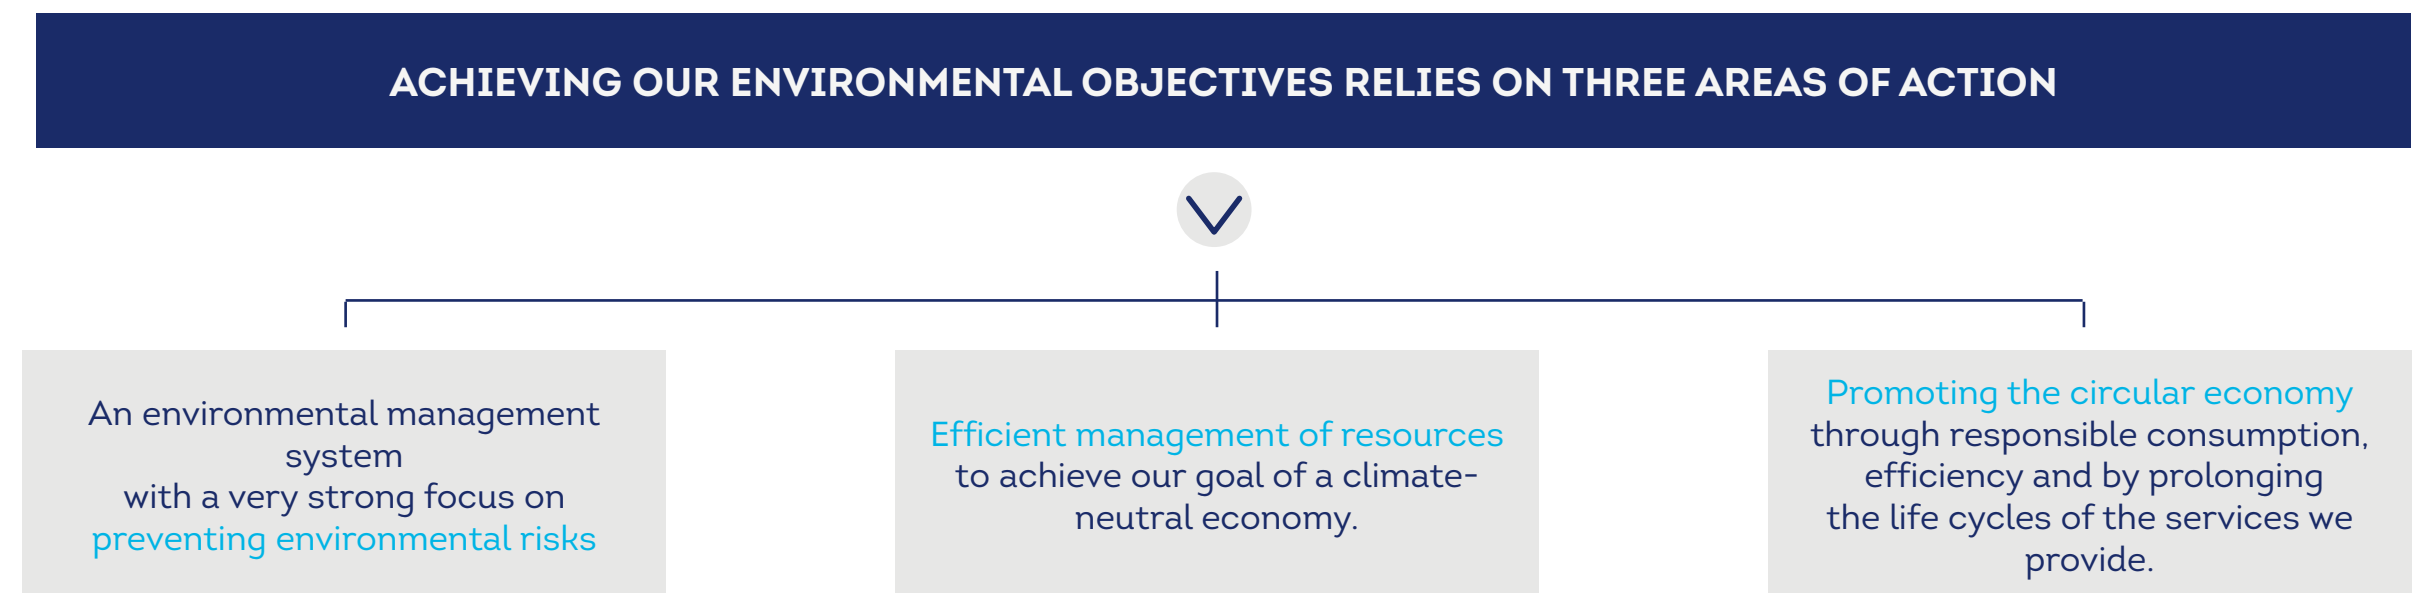 ACHIEVING OUR ENVIRONMENTAL OBJECTIVES RELIES ON THREE AREAS OF ACTION
An environmental management
system
with a very strong focus on
preventing environmental risks
Efficient management of resources
to achieve our goal of a climate-
neutral economy.
Promoting the circular economy
through responsible consumption,
efficiency and by prolonging
the life cycles of the services we
provide.